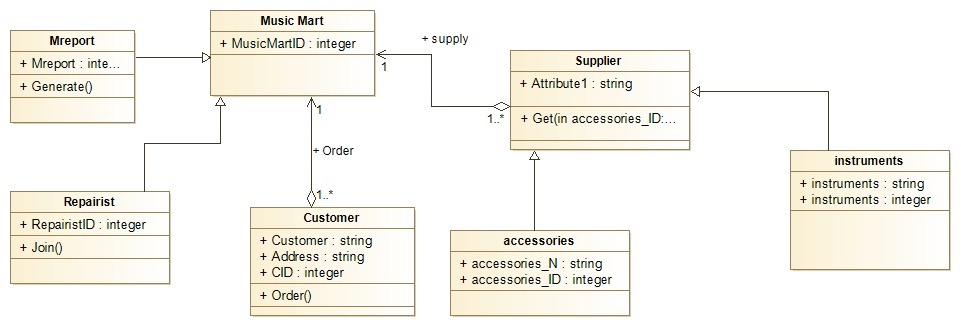 Music Mart
+ MusicMartID : integer
Mreport
+ Mreport : inte...
+ Generate()
+ supply
1
1..*
Supplier
+ Attribute1 : string
+ Get(in accessories_ID:...
1
+ Order
1..*
Repairist
+ RepairistID : integer
+ Join()
Customer
+ Customer : string
+ Address : string
+ CID : integer
+ Order()
accessories
+ accessories_N : string
+ accessories_ID : integer
instruments
+ instruments : string
+ instruments : integer